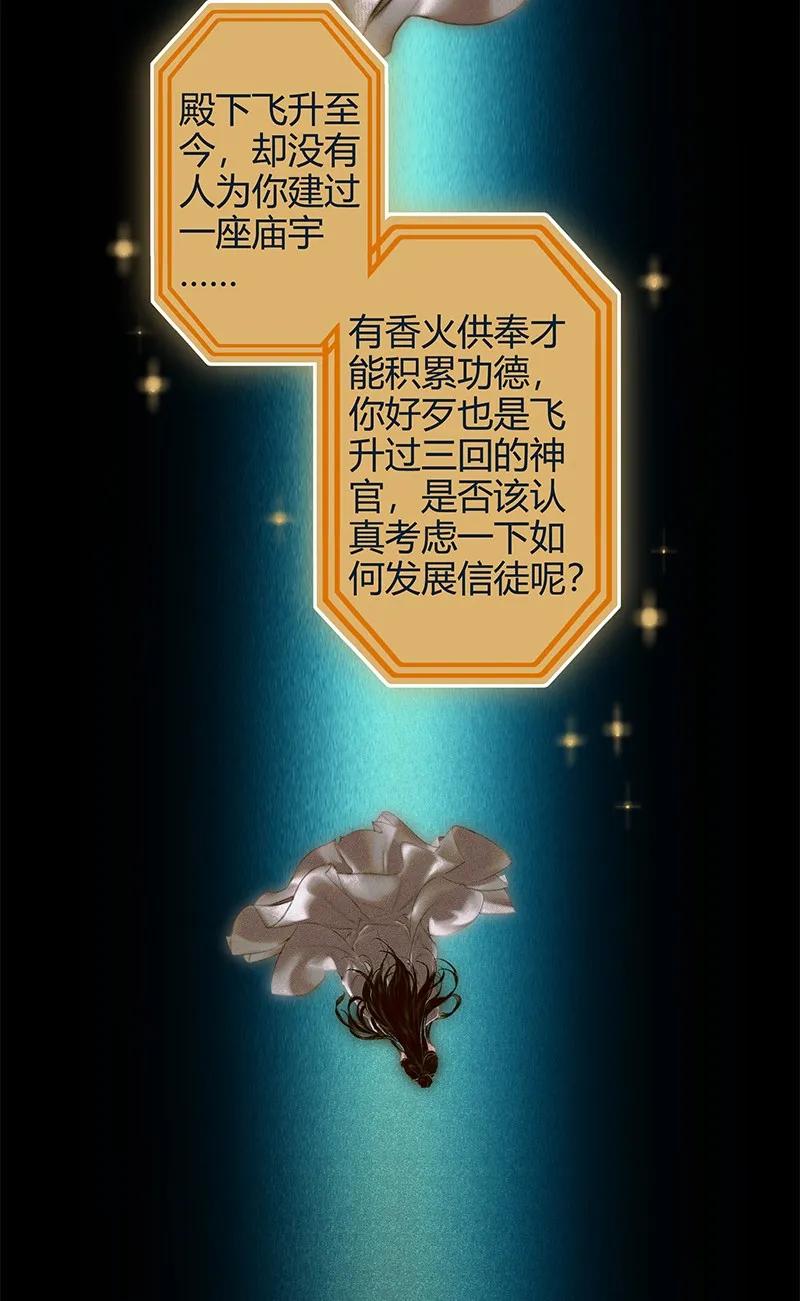 殿下飞升至
今，却没有
人为你建过
一座庙宇
……
有香火供奉才
能积累功德，
你好歹也是飞
升过三回的神
官，是否该认
真考虑一下如
何发展信徒呢？